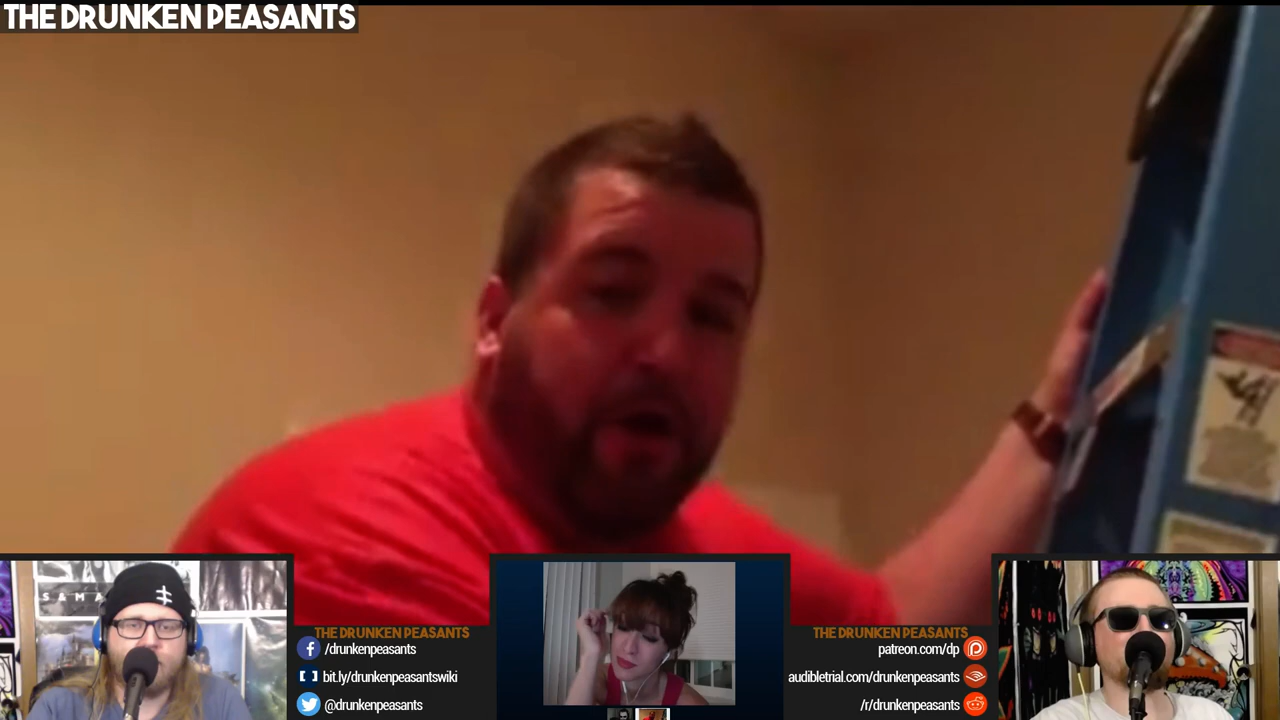 THE DRUNKEN PEASANTS
SAMA
THE DRUNKEN PEASANTS
/drunkenpeasants
bit.ly/drunkenpeasantswiki
@drunkenpeasants
THE DRUNKEN PEASANTS
patreon.com/dp
audibletrial.com/drunkenpeasants
/r/drunkenpeasants